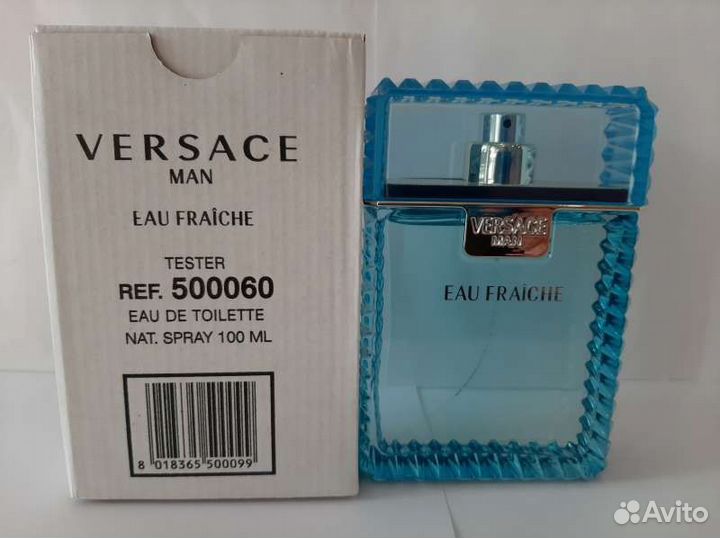 VERSACE
MAN
EAU FRAÎCHE
TESTER
REF. 500060
EAU DE TOILETTE
NAT. SPRAY 100 ML
8 018365 500099
VERSACE
MAN
EAU FRAÎCHE
Avito